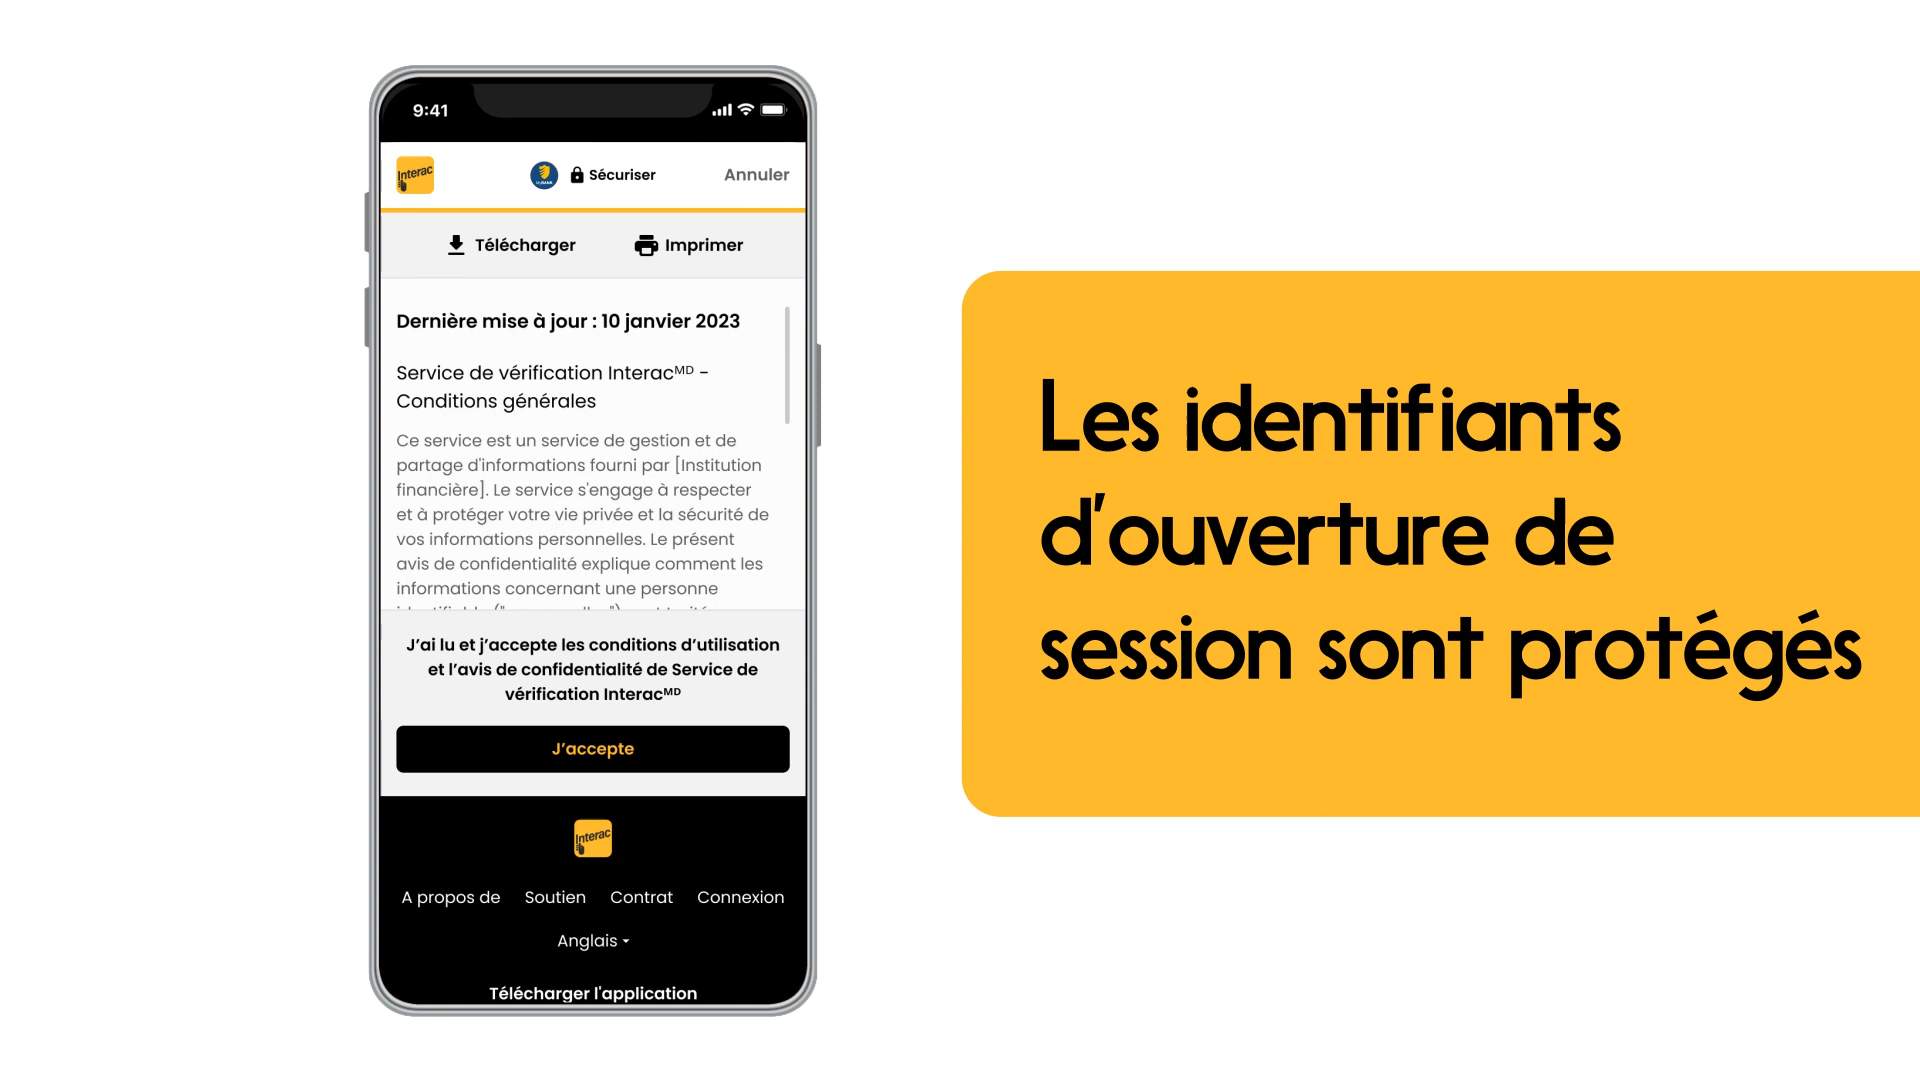 9:41
Interac
Sécuriser
Annuler
Télécharger
Imprimer
Dernière mise à jour : 10 janvier 2023
Service de vérification Interacᴹᴰ -
Conditions générales
Ce service est un service de gestion et de
partage d'informations fourni par [Institution
financière]. Le service s'engage à respecter
et à protéger votre vie privée et la sécurité de
vos informations personnelles. Le présent
avis de confidentialité explique comment les
informations concernant une personne
J’ai lu et j’accepte les conditions d’utilisation
et l’avis de confidentialité de Service de
vérification Interacᴹᴰ
J’accepte
Interac
A propos de
Soutien
Contrat
Connexion
Anglais
Télécharger l'application
Les identifiants
d’ouverture de
session sont protégés